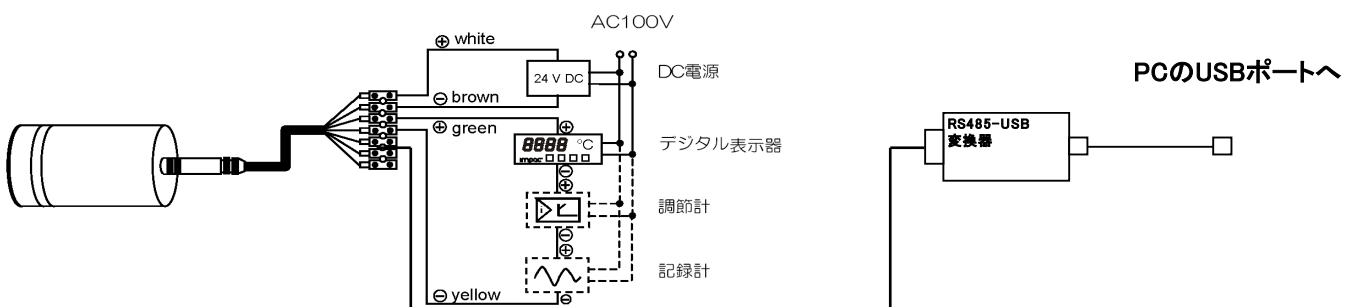 AC100V
⊕ white
24 V DC
DC電源
PCのUSBポートへ
⊖ brown
⊕ green
RS485-USB
変換器
8888 °C
impac
デジタル表示器
調節計
i
記録計
⊖ yellow